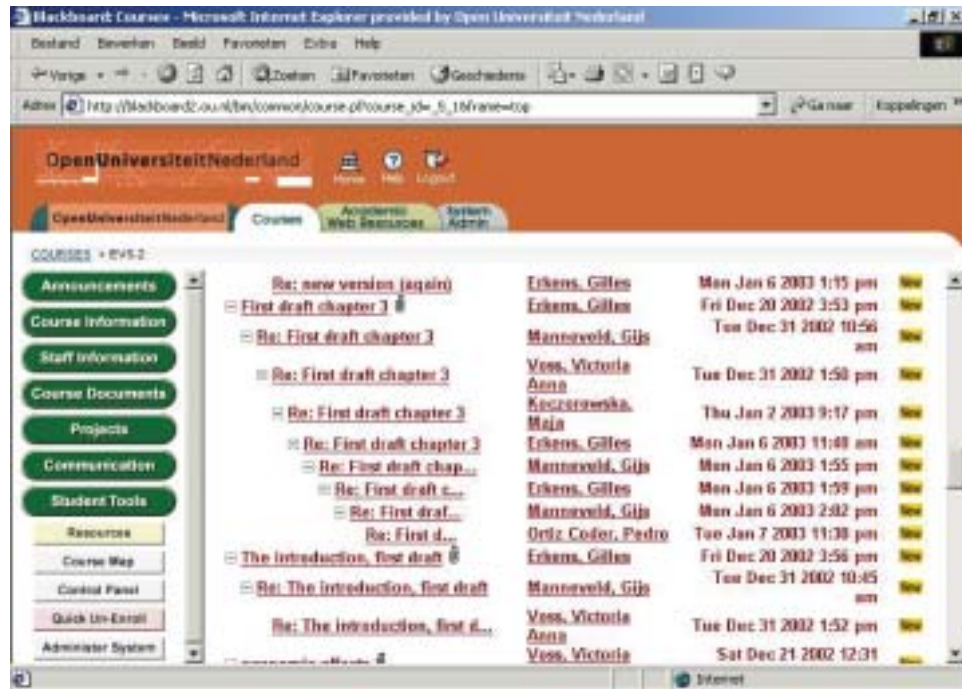 Blackboard Courses - Microsoft Internet Explorer provided by Open Universiteit Nederland
Bestand Bewerken Beeld Favorieten Extra Help
Vorige Zoeken Favorieten Geschiedenis
Adres http://blackboard2.ou.nl/bin/common/course.pl?course_id=_5_1&frame=top Ga naar Koppelingen
OpenUniversiteitNederland
Home Help Logout
OpenUniversiteitNederland Courses Academic Web Resources System Admin
COURSES > EVS-2
Announcements
Course Information
Staff Information
Course Documents
Projects
Communication
Student Tools
Resources
Course Map
Control Panel
Quick Un-Enroll
Administer System
Re: new version (again) Erkens, Gilles Mon Jan 6 2003 1:15 pm New
First draft chapter 3 Erkens, Gilles Fri Dec 20 2002 3:53 pm New
Re: First draft chapter 3 Manneveld, Gijs Tue Dec 31 2002 10:56 am New
Re: First draft chapter 3 Voss, Victoria Anna Tue Dec 31 2002 1:50 pm New
Re: First draft chapter 3 Koczorowska, Maja Thu Jan 2 2003 9:17 pm New
Re: First draft chapter 3 Erkens, Gilles Mon Jan 6 2003 11:40 am New
Re: First draft chap... Manneveld, Gijs Mon Jan 6 2003 1:55 pm New
Re: First draft c... Erkens, Gilles Mon Jan 6 2003 1:59 pm New
Re: First draf... Manneveld, Gijs Mon Jan 6 2003 2:02 pm New
Re: First d... Ortiz Coder, Pedro Tue Jan 7 2003 11:30 pm New
The introduction, first draft Erkens, Gilles Fri Dec 20 2002 3:56 pm New
Re: The introduction, first draft Manneveld, Gijs Tue Dec 31 2002 10:45 am New
Re: The introduction, first d... Voss, Victoria Anna Tue Dec 31 2002 1:52 pm New
economic effects Voss, Victoria Sat Dec 21 2002 12:31
Internet